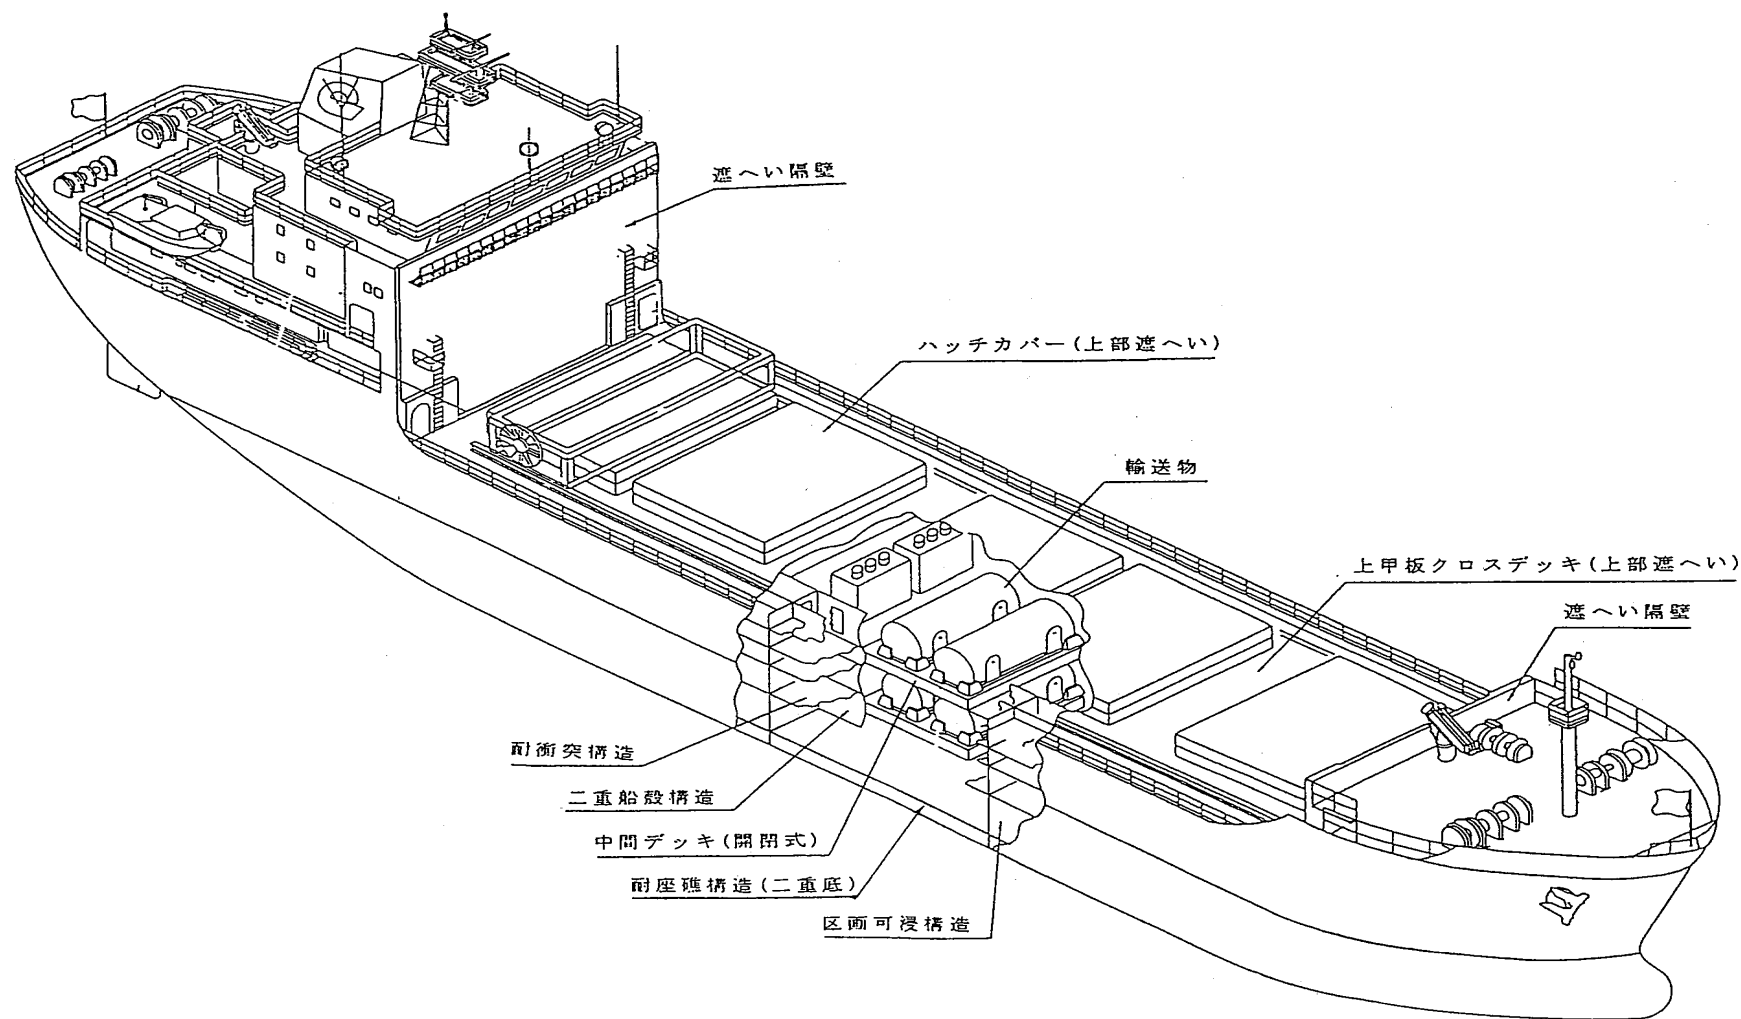 遮へい隔壁
ハッチカバー(上部遮へい)
輸送物
上甲板クロスデッキ(上部遮へい)
遮へい隔壁
耐衝突構造
二重船殻構造
中間デッキ(開閉式)
耐座礁構造(二重底)
区画可浸構造